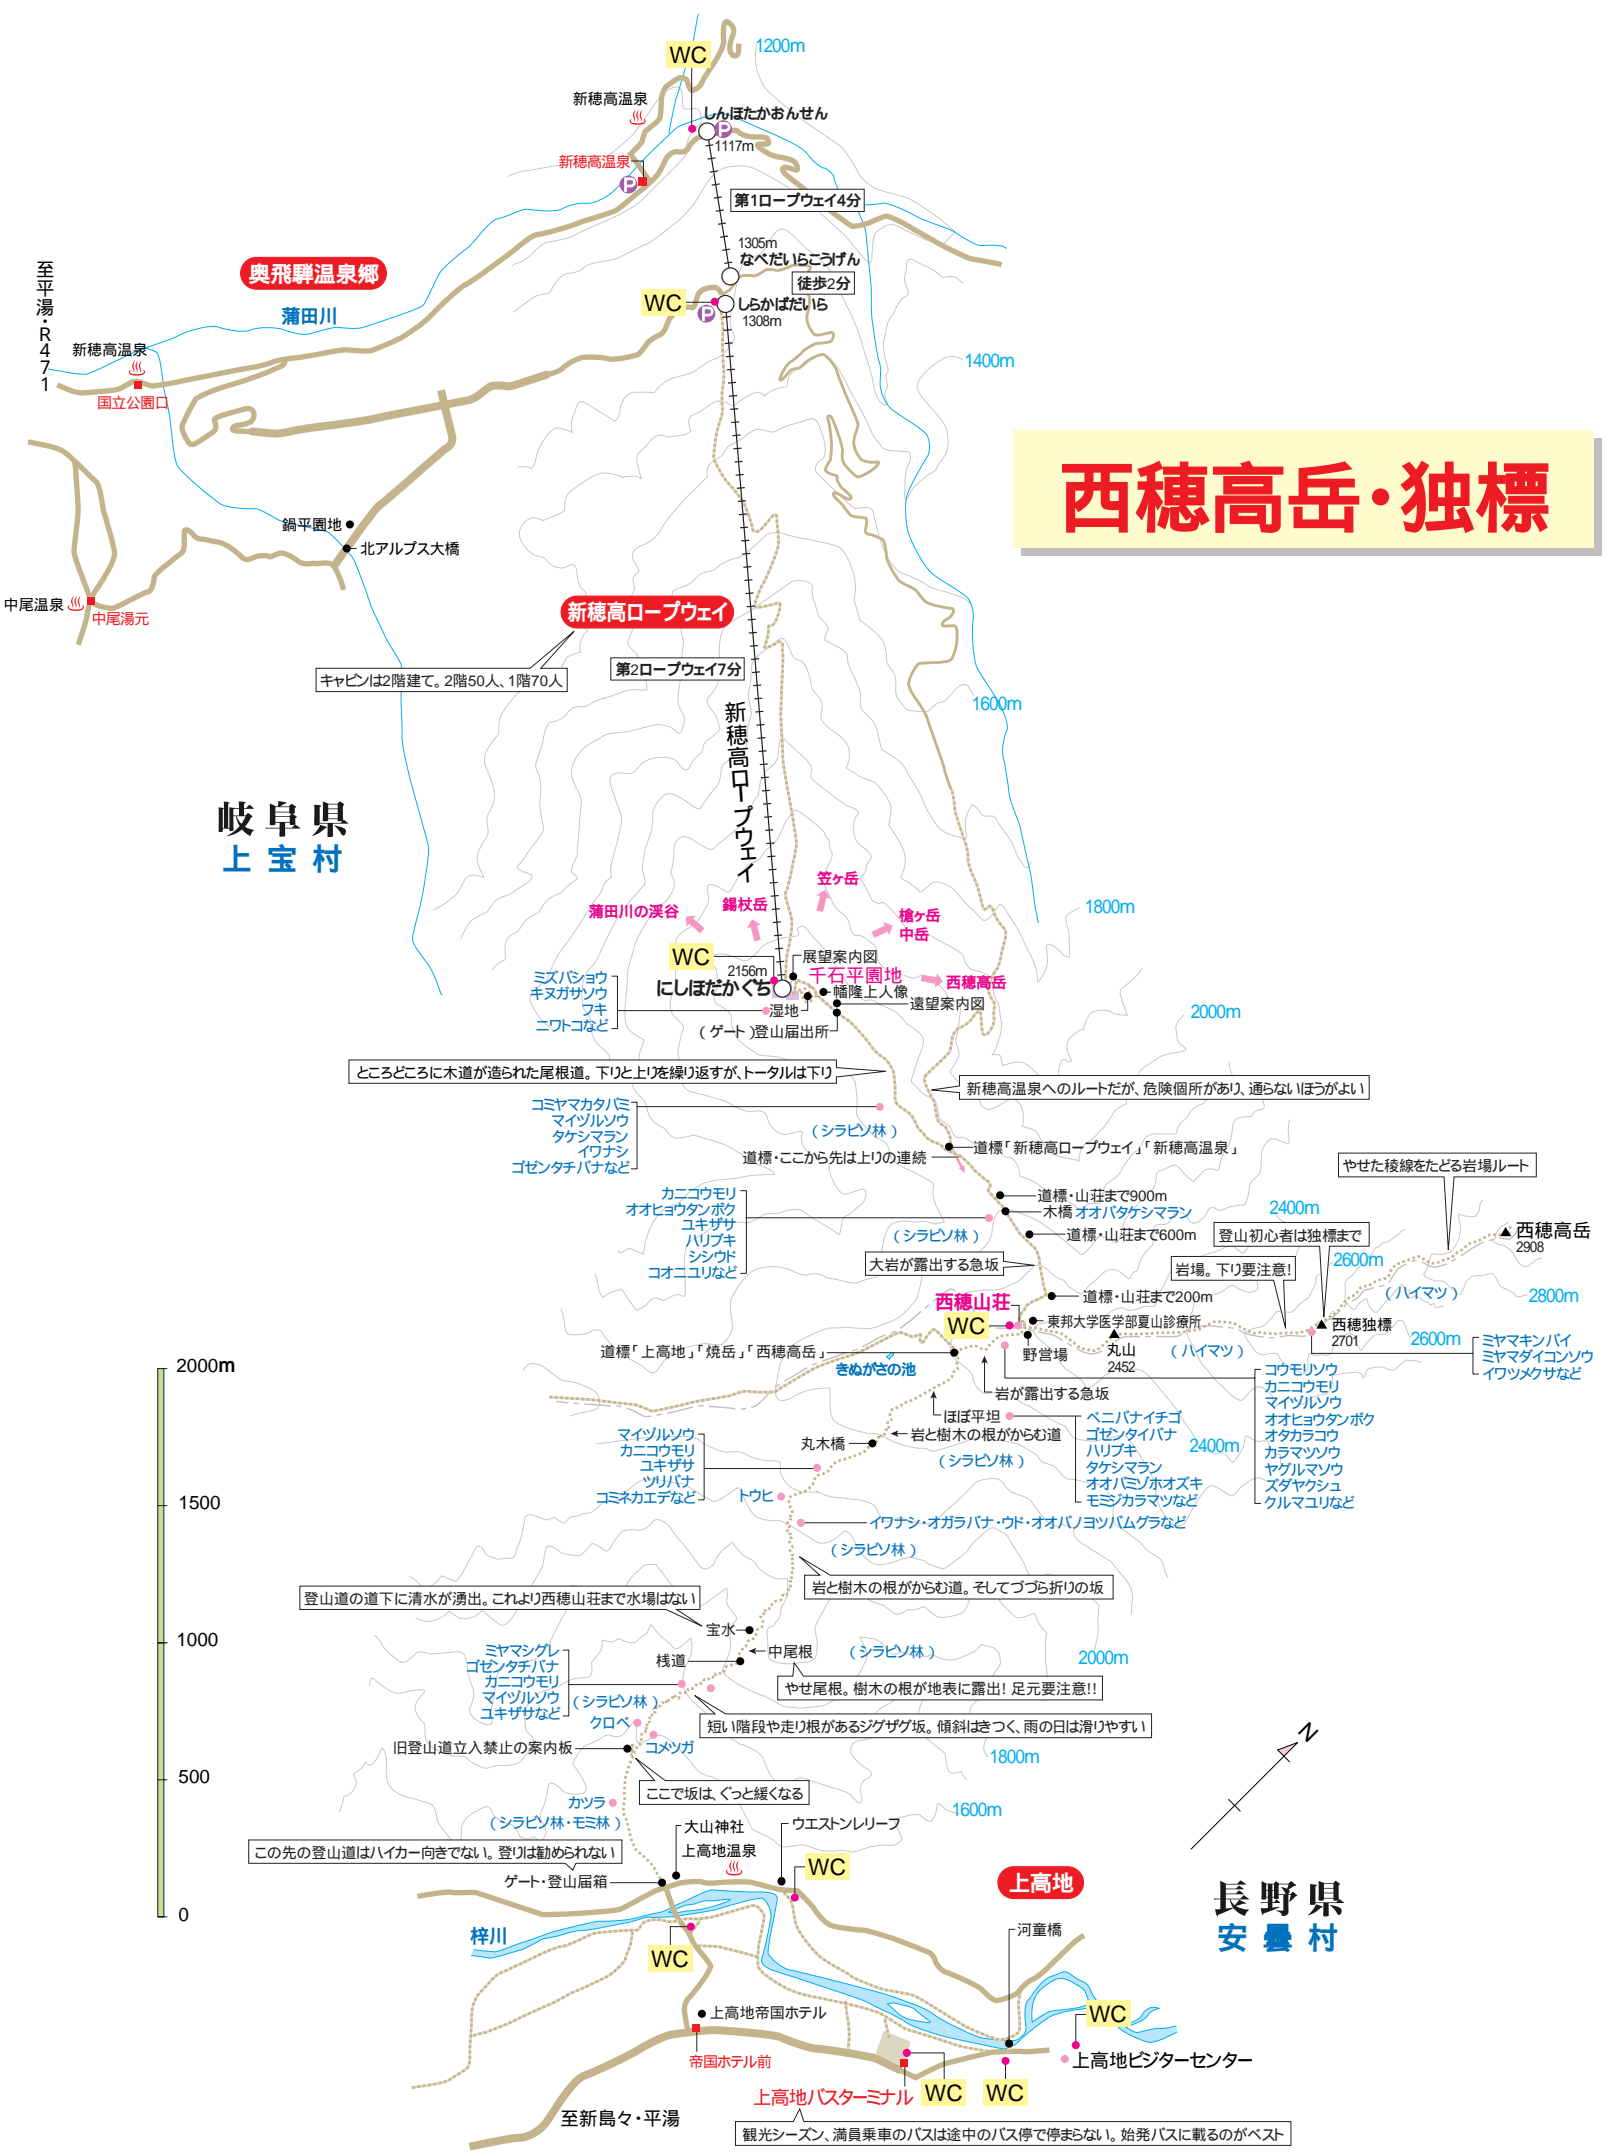 WC
1200m
新穂高温泉
しんほたかおんせん
P
1117m
新穂高温泉
P
第1ロープウェイ4分
1305m
なべだいらこうげん
徒歩2分
奥飛騨温泉郷
至平湯・R471
蒲田川
WC
しらかばだいら
P
1308m
新穂高温泉
国立公園口
1400m
西穂高岳・独標
鍋平園地
北アルプス大橋
中尾温泉
中尾湯元
新穂高ロープウェイ
第2ロープウェイ7分
キャビンは2階建て。2階50人、1階70人
1600m
新穂高ロープウェイ
岐阜県
上宝村
笠ヶ岳
錫杖岳
蒲田川の渓谷
槍ヶ岳
中岳
1800m
WC
展望案内図
2156m
千石平園地
西穂高岳
にしほだかぐち
幡隆上人像
湿地
遠望案内図
(ゲート)登山届出所
ミズバショウ
キヌガサソウ
フキ
ニワトコなど
2000m
ところどころに木道が造られた尾根道。下りと上りを繰り返すが、トータルは下り
新穂高温泉へのルートだが、危険個所があり、通らないほうがよい
コミヤマカタバミ
マイヅルソウ
タケシマラン
イワナシ
ゴゼンタチバナなど
(シラビソ林)
道標「新穂高ロープウェイ」「新穂高温泉」
道標・ここから先は上りの連続
やせた稜線をたどる岩場ルート
カニコウモリ
オオヒョウタンボク
ユキザサ
ハリブキ
シシウド
コオニユリなど
道標・山荘まで900m
木橋
オオバタケシマラン
2400m
(シラビソ林)
道標・山荘まで600m
登山初心者は独標まで
西穂高岳
2908
大岩が露出する急坂
岩場。下り要注意!
2600m
(ハイマツ)
2800m
西穂山荘
道標・山荘まで200m
WC
東邦大学医学部夏山診療所
西穂独標
2701
2600m
ミヤマキンバイ
ミヤマダイコンソウ
イワツメクサなど
道標「上高地」「焼岳」「西穂高岳」
野営場
丸山
2452
(ハイマツ)
きぬがさの池
岩が露出する急坂
コウモリソウ
カニコウモリ
マイヅルソウ
オオヒョウタンボク
オタカラコウ
カラマツソウ
ヤグルマソウ
ズダヤクシュ
クルマユリなど
2000m
1500
1000
500
0
ほぼ平坦
ベニバナイチゴ
ゴゼンタイバナ
ハリブキ
タケシマラン
オオバミゾホオズキ
モミジカラマツなど
2400m
丸木橋
岩と樹木の根がからむ道
(シラビソ林)
マイヅルソウ
カニコウモリ
ユキザサ
ツリバナ
コミネカエデなど
トウヒ
イワナシ・オガラバナ・ウド・オオバノヨツバムグラなど
(シラビソ林)
岩と樹木の根がからむ道。そしてつづら折りの坂
登山道の道下に清水が湧出。これより西穂山荘まで水場はない
宝水
中尾根
(シラビソ林)
桟道
2000m
ミヤマシグレ
ゴゼンタチバナ
カニコウモリ
マイヅルソウ
ユキザサなど
やせ尾根。樹木の根が地表に露出! 足元要注意!!
(シラビソ林)
クロベ
短い階段や走り根があるジグザグ坂。傾斜はきつく、雨の日は滑りやすい
旧登山道立入禁止の案内板
コメツガ
1800m
N
ここで坂は、ぐっと緩くなる
カツラ
(シラビソ林・モミ林)
1600m
大山神社
ウエストンレリーフ
この先の登山道はハイカー向きでない。登りは勧められない
上高地温泉
WC
ゲート・登山届箱
上高地
長野県
安曇村
梓川
WC
河童橋
上高地帝国ホテル
WC
帝国ホテル前
上高地ビジターセンター
上高地バスターミナル
WC
WC
至新島々・平湯
観光シーズン、満員乗車のバスは途中のバス停で停まらない。始発バスに載るのがベスト